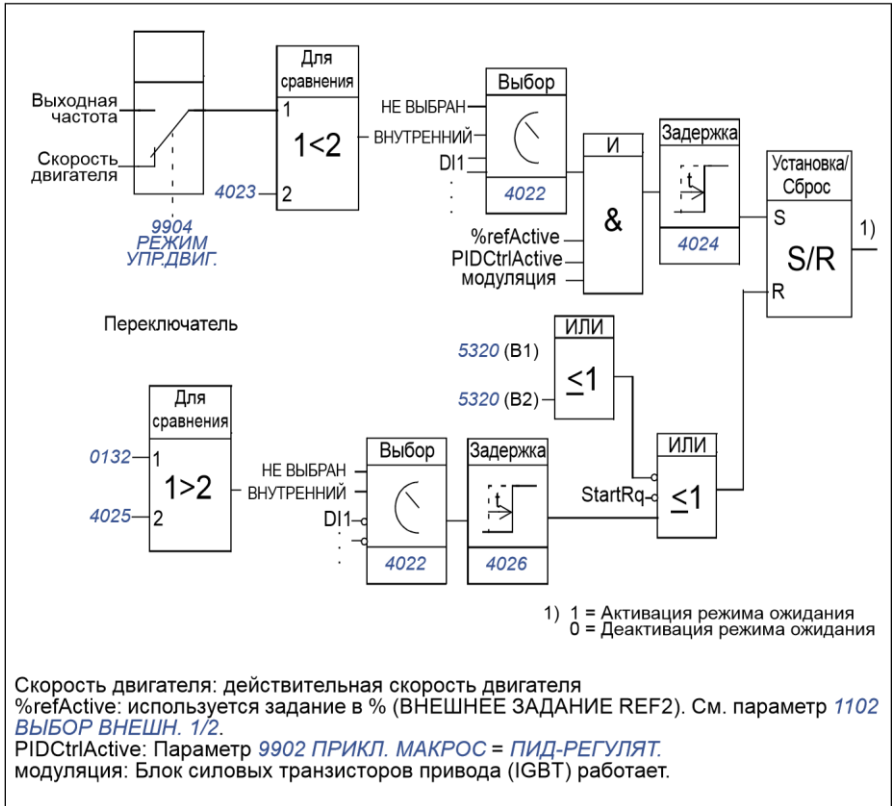 Для
сравнения
Выходная
частота
Скорость
двигателя
1
1<2
4023
2
9904
РЕЖИМ
УПР.ДВИГ.
Выбор
НЕ ВЫБРАН
ВНУТРЕННИЙ
DI1
4022
И
&
%refActive
PIDCtrlActive
модуляция
Задержка
t
4024
Установка/
Сброс
S
S/R
R
1)
Переключатель
ИЛИ
5320 (B1)
≤1
5320 (B2)
Для
сравнения
0132
1
1>2
4025
2
Выбор
НЕ ВЫБРАН
ВНУТРЕННИЙ
DI1
4022
Задержка
t
4026
ИЛИ
StartRq
≤1
1) 1 = Активация режима ожидания
0 = Деактивация режима ожидания
Скорость двигателя: действительная скорость двигателя
%refActive: используется задание в % (ВНЕШНЕЕ ЗАДАНИЕ REF2). См. параметр 1102
ВЫБОР ВНЕШН. 1/2.
PIDCtrlActive: Параметр 9902 ПРИКЛ. МАКРОС = ПИД-РЕГУЛЯТ.
модуляция: Блок силовых транзисторов привода (IGBT) работает.